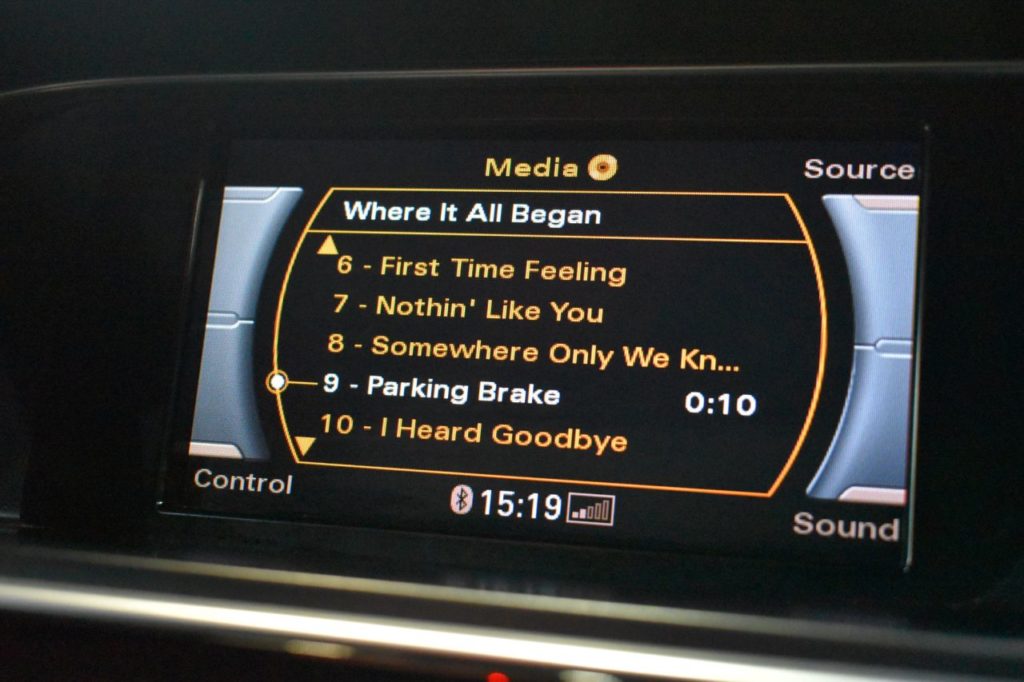 Media
Source
Where It All Began
6 - First Time Feeling
7 - Nothin' Like You
8 - Somewhere Only We Kn...
9 - Parking Brake 0:10
10 - I Heard Goodbye
Control
15:19
Sound